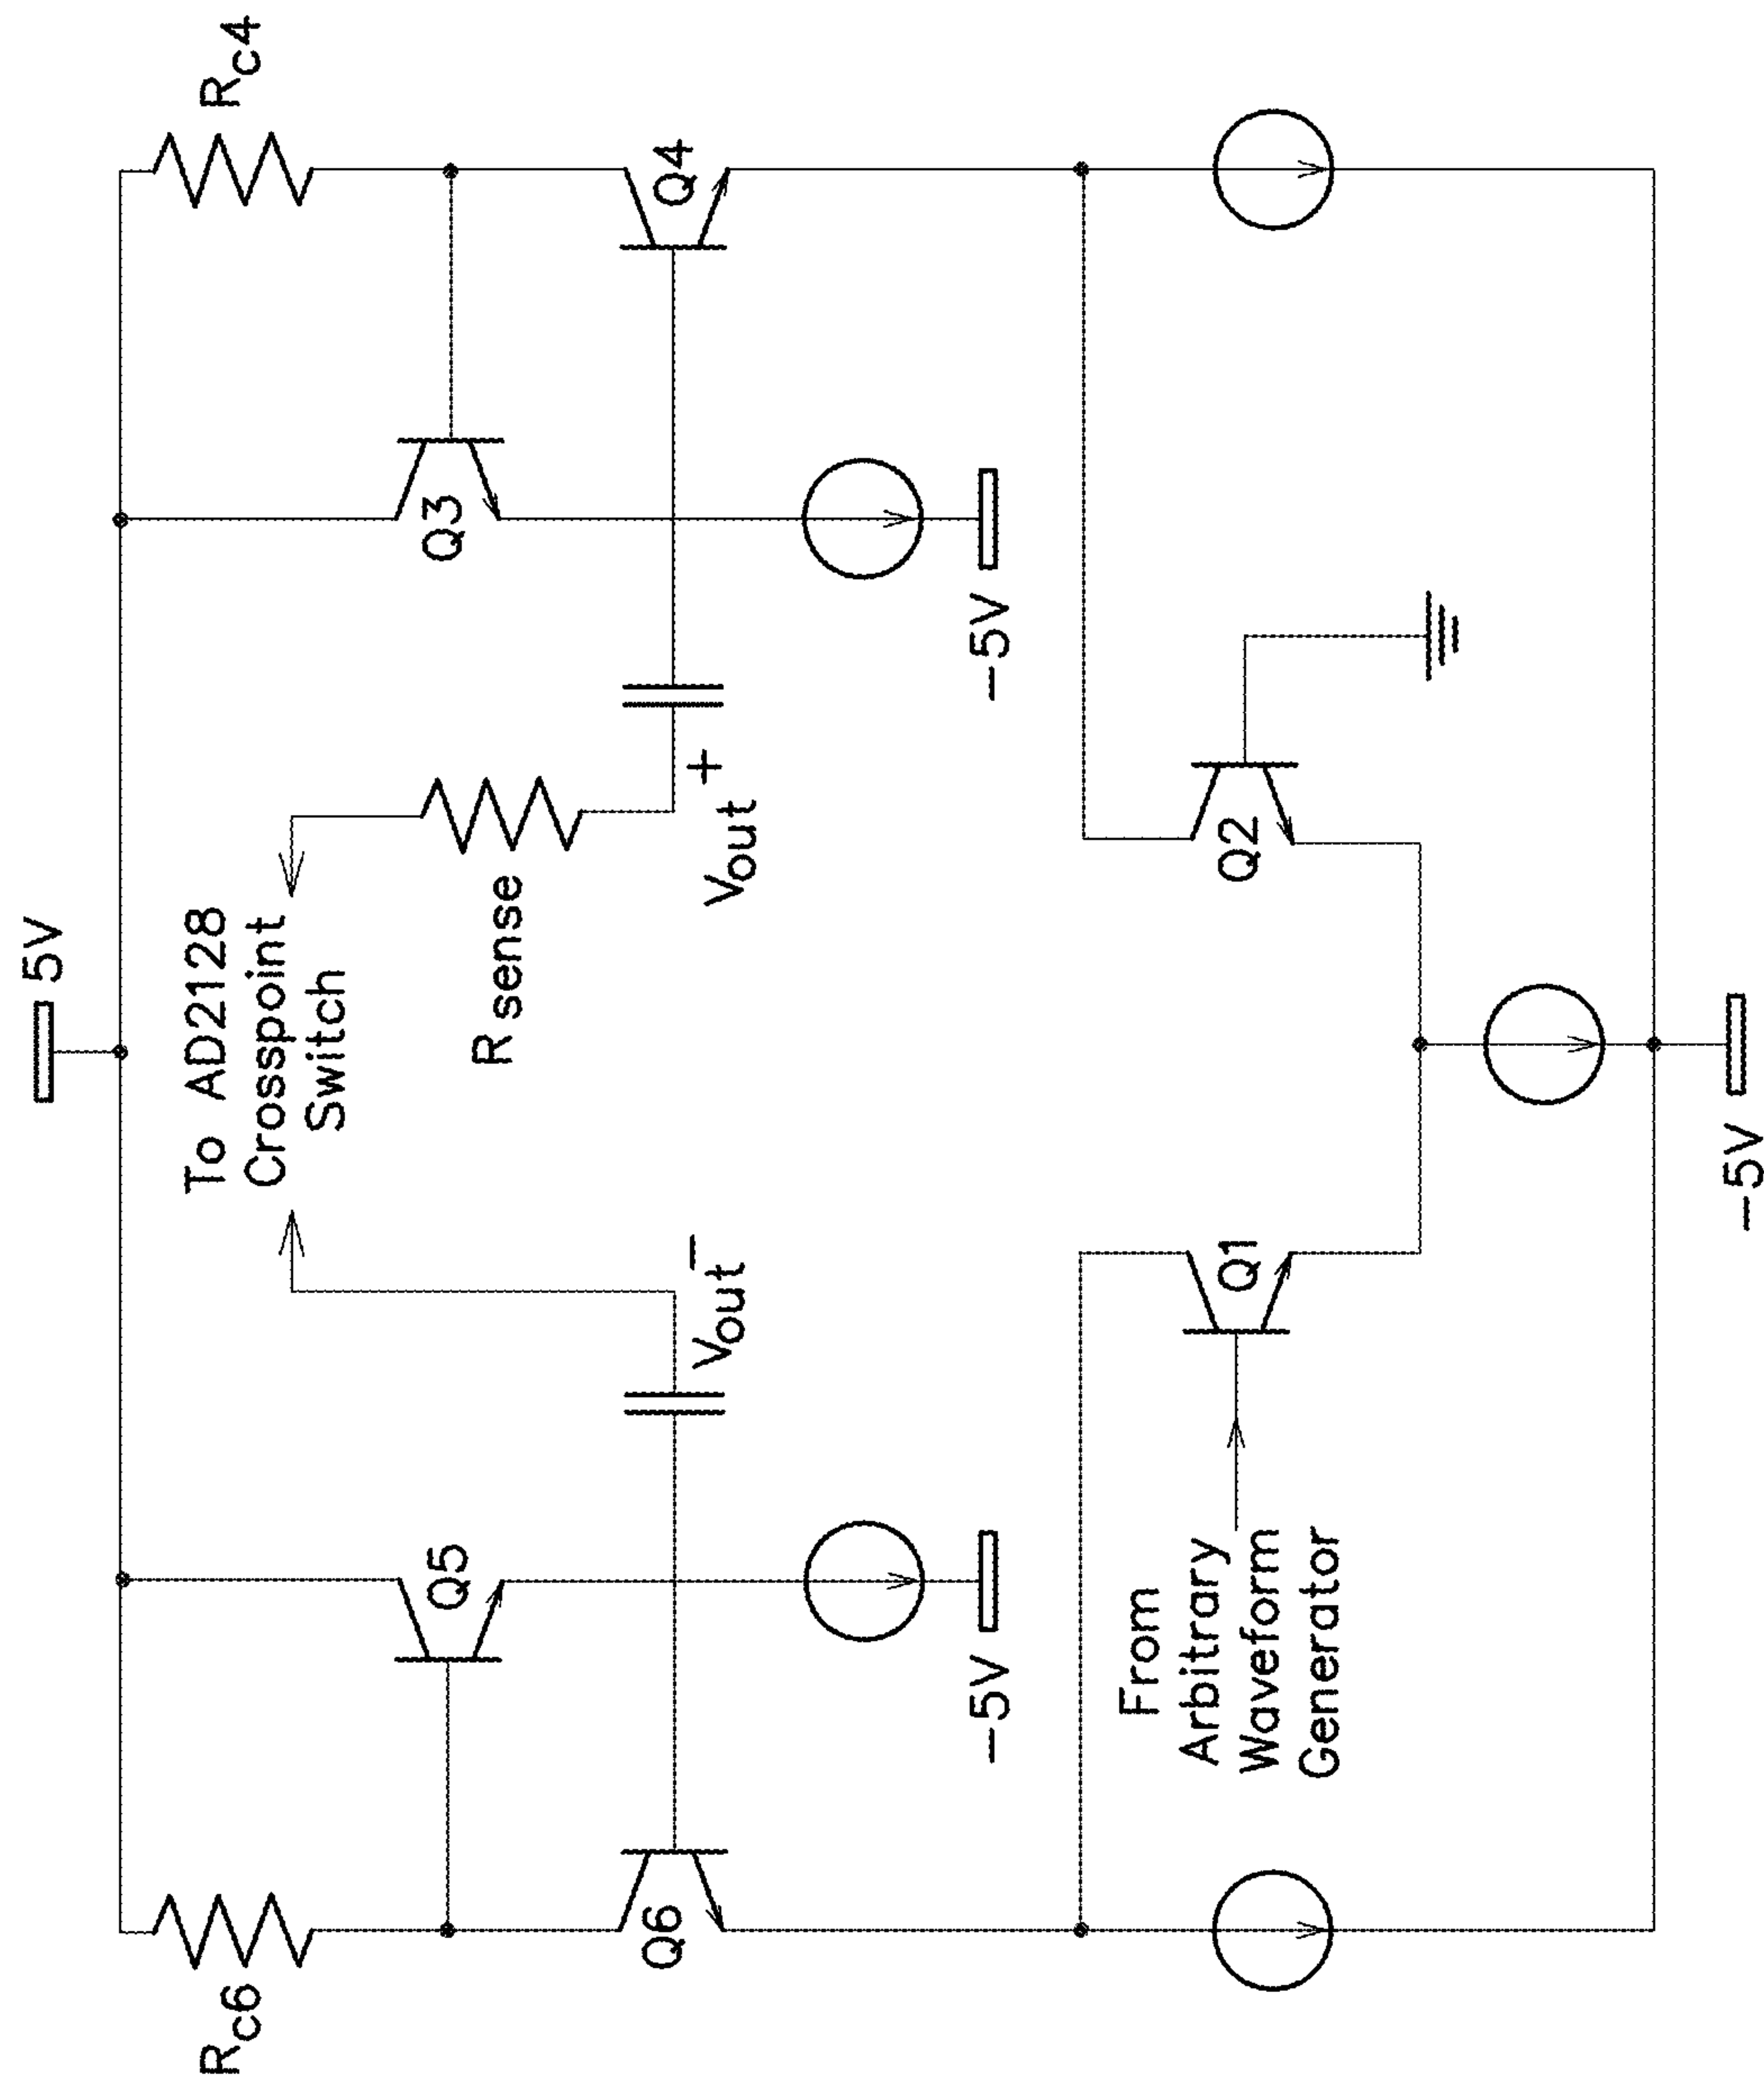 5V
Rc6
Rc4
To AD2128
Crosspoint
Switch
Rsense
Q5
Q3
Q6
Q4
Vout-
Vout+
-5V
-5V
From
Arbitrary
Waveform
Generator
Q1
Q2
-5V